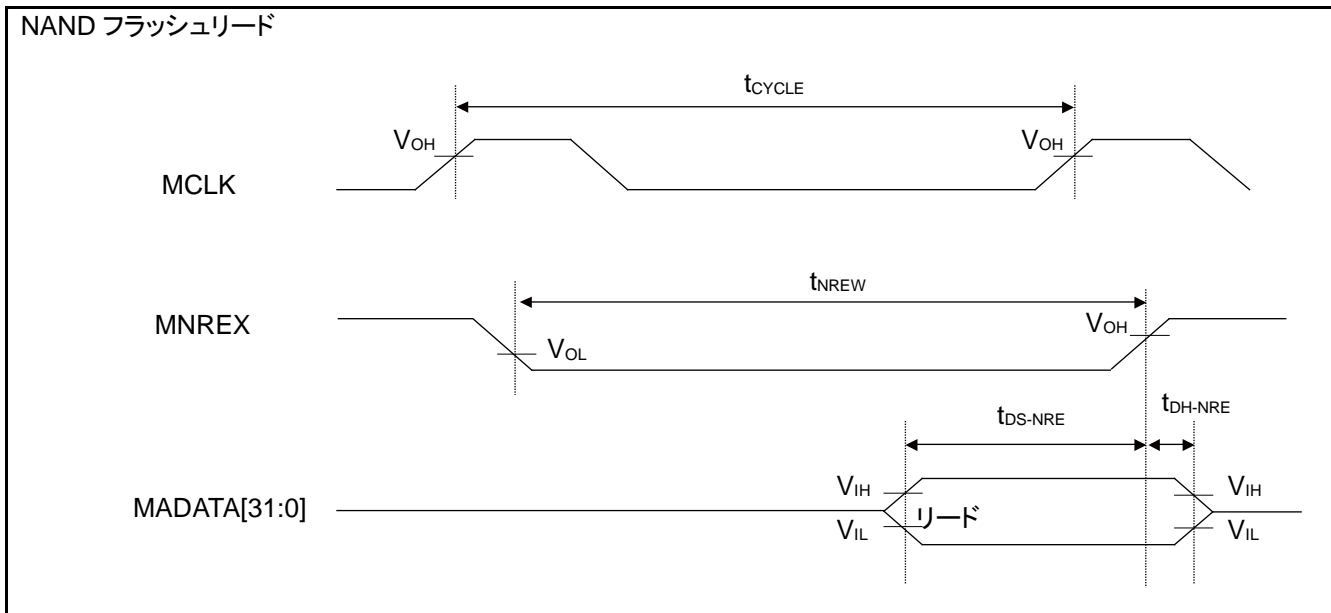 NAND フラッシュリード
tCYCLE
VOH
VOH
MCLK
tNREW
MNREX
VOH
VOL
tDS-NRE
tDH-NRE
VIH
VIH
MADATA[31:0]
リード
VIL
VIL